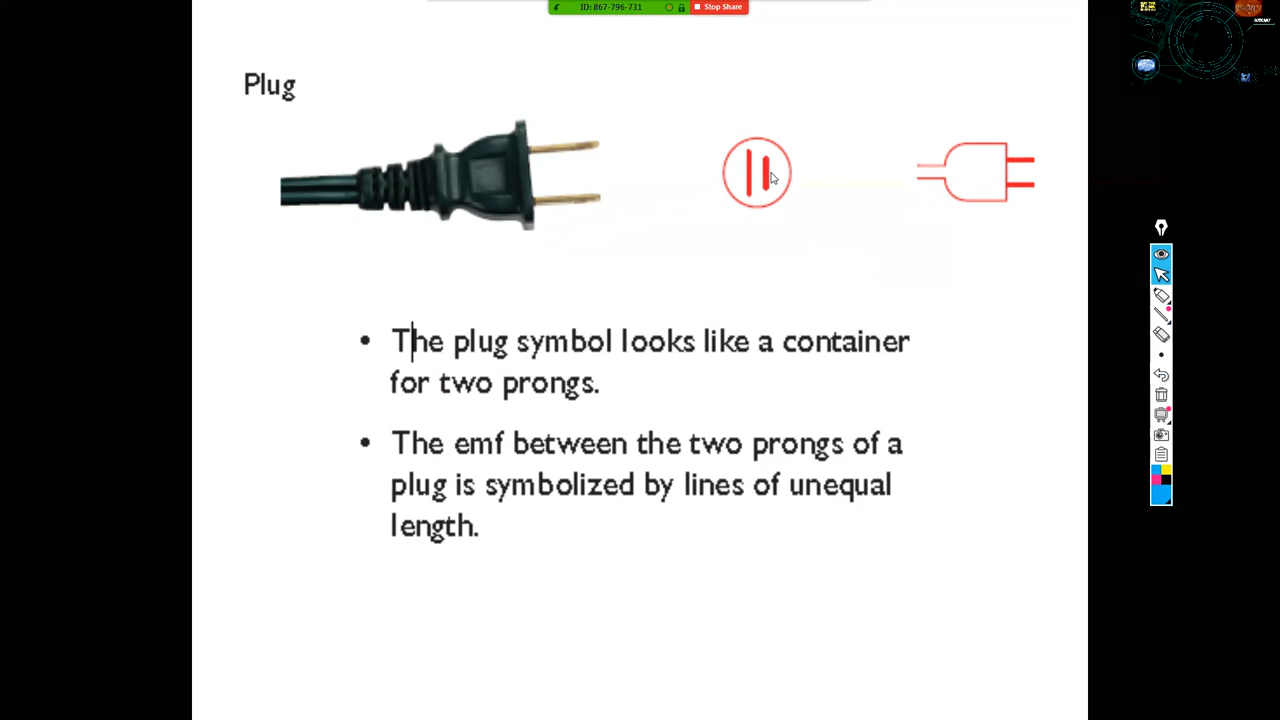 ID: 867-796-731 Stop Share
Plug
• The plug symbol looks like a container
for two prongs.
• The emf between the two prongs of a
plug is symbolized by lines of unequal
length.